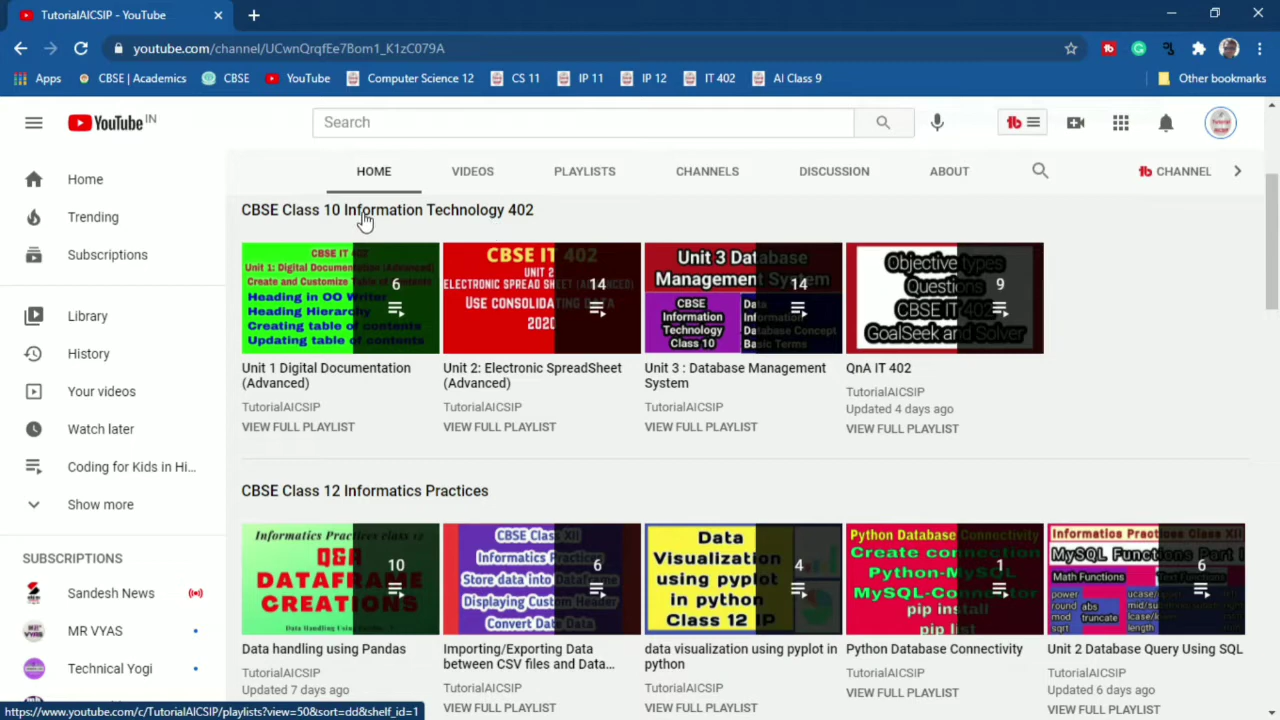 TutorialAICSIP - YouTube
youtube.com/channel/UCwnQrqfEe7Bom1_K1zC079A
Apps CBSE | Academics CBSE YouTube Computer Science 12 CS 11 IP 11 IP 12 IT 402 AI Class 9 Other bookmarks
YouTube IN
Search
HOME VIDEOS PLAYLISTS CHANNELS DISCUSSION ABOUT CHANNEL
Home
Trending
Subscriptions
Library
History
Your videos
Watch later
Coding for Kids in Hi...
Show more
SUBSCRIPTIONS
Sandesh News
MR VYAS
Technical Yogi
CBSE Class 10 Information Technology 402
CBSE IT 402
Unit 1: Digital Documentation (Advanced)
Create and Customize Table of Contents
Heading in OO Writer
Heading Hierarchy
Creating table of contents
Updating table of contents
6
Unit 1 Digital Documentation
(Advanced)
TutorialAICSIP
VIEW FULL PLAYLIST
CBSE IT 402
UNIT 2
ELECTRONIC SPREAD SHEET (ADVANCED)
USE CONSOLIDATING DATA
2020
14
Unit 2: Electronic SpreadSheet
(Advanced)
TutorialAICSIP
VIEW FULL PLAYLIST
Unit 3 Database
Management System
CBSE
Information
Technology
Class 10
Data
Information
Database Concept
Basic Terms
14
Unit 3 : Database Management
System
TutorialAICSIP
VIEW FULL PLAYLIST
Objective types
Questions
CBSE IT 402
GoalSeek and Solver
9
QnA IT 402
TutorialAICSIP
Updated 4 days ago
VIEW FULL PLAYLIST
CBSE Class 12 Informatics Practices
Informatics Practices class 12
Q&A
DATAFRAME
CREATIONS
10
Data handling using Pandas
TutorialAICSIP
Updated 7 days ago
CBSE Class XII
Informatics Practices
Store data into Dataframe
Displaying Custom Header
Convert Data
6
Importing/Exporting Data
between CSV files and Data...
TutorialAICSIP
VIEW FULL PLAYLIST
Data
Visualization
using pyplot
in python
Class 12 IP
4
data visualization using pyplot in
python
TutorialAICSIP
VIEW FULL PLAYLIST
Python Database Connectivity
Create connection
Python-MySQL
MySQL-Connector
pip install
pip list
1
Python Database Connectivity
TutorialAICSIP
VIEW FULL PLAYLIST
Informatics Practices Class XII
MySQL Functions Part I
Math Functions Text Functions
power
round
mod
sqrt
abs
truncate
ucase/upper
length
6
Unit 2 Database Query Using SQL
TutorialAICSIP
Updated 6 days ago
VIEW FULL PLAYLIST
https://www.youtube.com/c/TutorialAICSIP/playlists?view=50&sort=dd&shelf_id=1